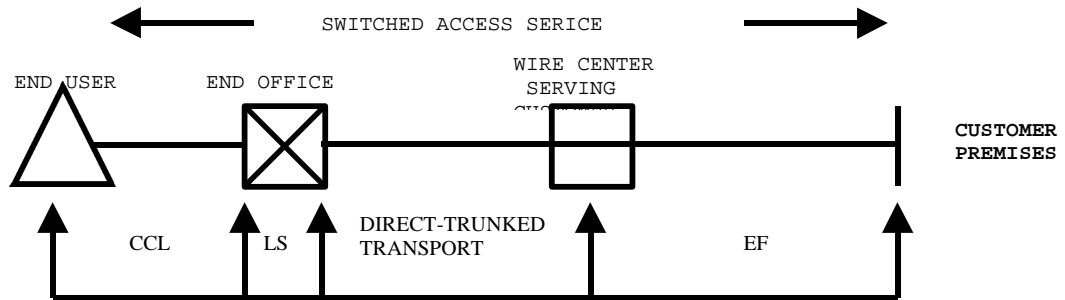 SWITCHED ACCESS SERICE
WIRE CENTER
SERVING
END USER
END OFFICE
CUSTOMER
PREMISES
DIRECT-TRUNKED
TRANSPORT
CCL
LS
EF